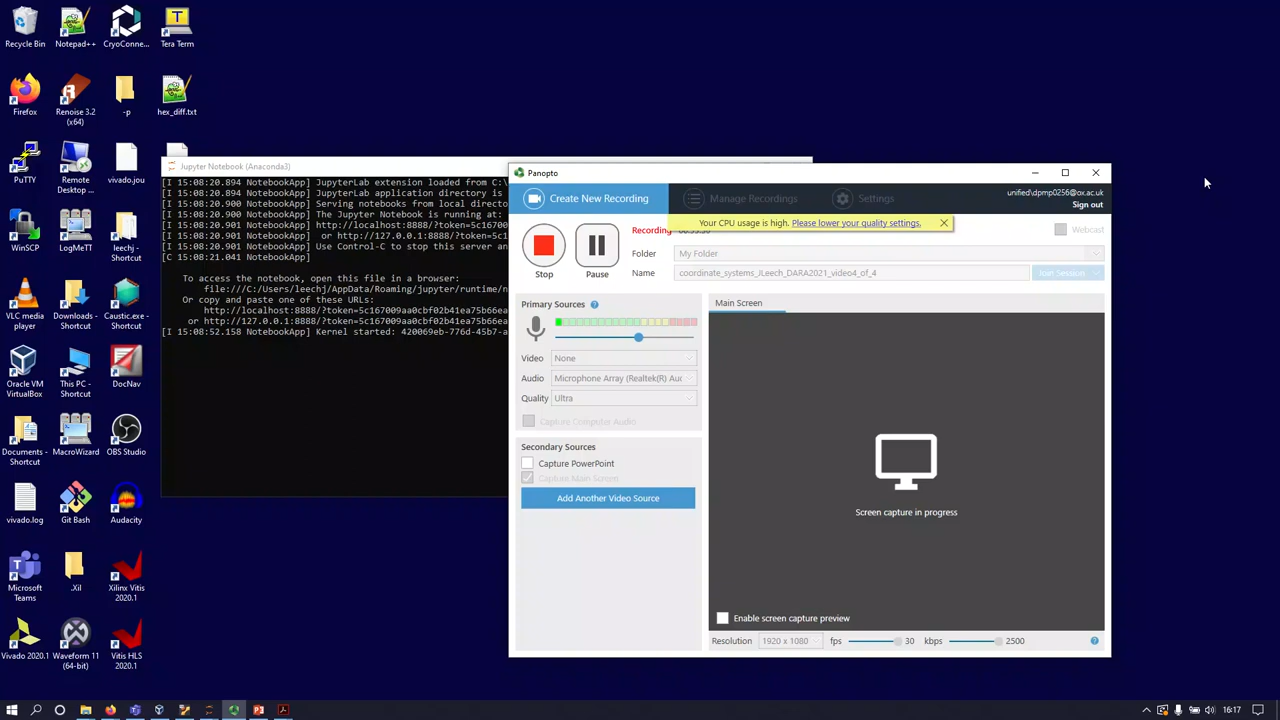 Recycle Bin
Notepad++
CryoConne...
Tera Term
Firefox
Renoise 3.2
(x64)
-p
hex_diff.txt
PuTTY
Remote
Desktop ...
vivado.jou
WinSCP
LogMeTT
leechj -
Shortcut
VLC media
player
Downloads -
Shortcut
Caustic.exe -
Shortcut
Oracle VM
VirtualBox
This PC -
Shortcut
DocNav
Documents -
Shortcut
MacroWizard
OBS Studio
vivado.log
Git Bash
Audacity
Microsoft
Teams
.Xil
Xilinx Vitis
2020.1
Vivado 2020.1
Waveform 11
(64-bit)
Vitis HLS
2020.1
Jupyter Notebook (Anaconda3)
[I 15:08:20.894 NotebookApp] JupyterLab extension loaded from C:\
[I 15:08:20.894 NotebookApp] JupyterLab application directory is
[I 15:08:20.900 NotebookApp] Serving notebooks from local directo
[I 15:08:20.900 NotebookApp] The Jupyter Notebook is running at:
[I 15:08:20.901 NotebookApp] http://localhost:8888/?token=5c16700
[I 15:08:20.901 NotebookApp] or http://127.0.0.1:8888/?token=5c1
[I 15:08:20.901 NotebookApp] Use Control-C to stop this server an
[C 15:08:21.041 NotebookApp]
To access the notebook, open this file in a browser:
file:///C:/Users/leechj/AppData/Roaming/jupyter/runtime/n
Or copy and paste one of these URLs:
http://localhost:8888/?token=5c167009aa0cbf02b41ea75b66ea
or http://127.0.0.1:8888/?token=5c167009aa0cbf02b41ea75b66ea
[I 15:08:52.158 NotebookApp] Kernel started: 420069eb-776d-45b7-a
Panopto
Create New Recording
Manage Recordings
Settings
unified\dpmp0256@ox.ac.uk
Sign out
Your CPU usage is high. Please lower your quality settings.
Recording
Webcast
Stop
Pause
Folder
My Folder
Name
coordinate_systems_JLeech_DARA2021_video4_of_4
Join Session
Primary Sources
?
Video
None
Audio
Microphone Array (Realtek(R) Auc
Quality
Ultra
Capture Computer Audio
Secondary Sources
Capture PowerPoint
Capture Main Screen
Add Another Video Source
Main Screen
Screen capture in progress
Enable screen capture preview
Resolution
1920 x 1080
fps
30
kbps
2500
?
16:17